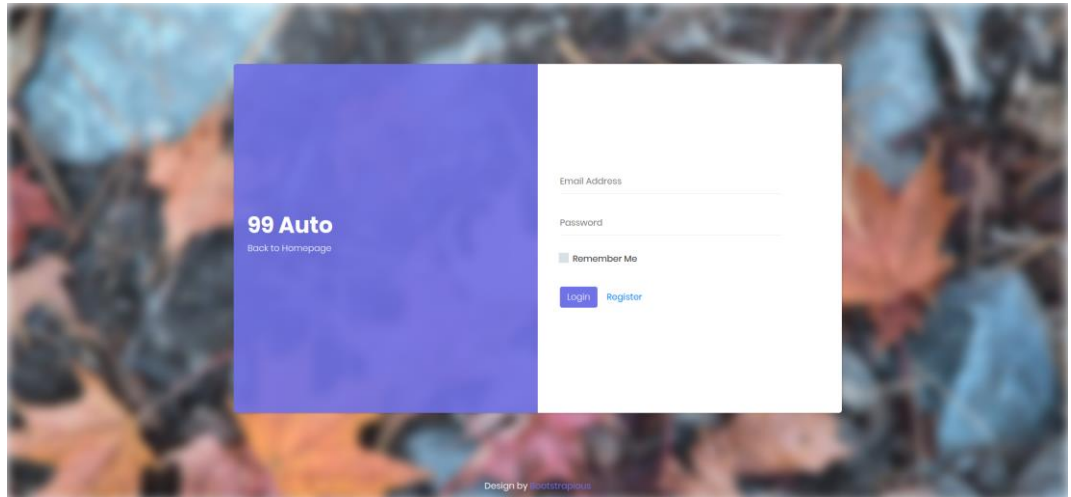 99 Auto
Back to Homepage
Email Address
Password
Remember Me
Login Register
Design by Bootstrapious